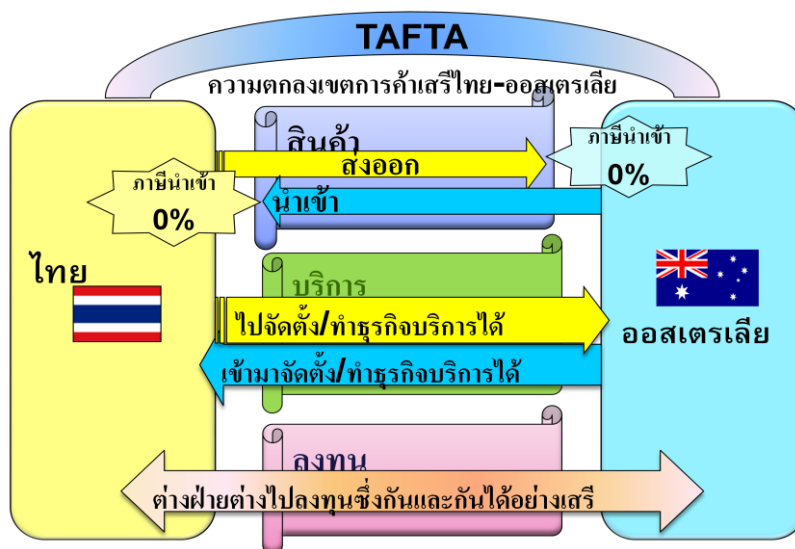 TAFTA
ความตกลงเขตการค้าเสรีไทย-ออสเตรเลีย
สินค้า
ส่งออก
นำเข้า
ภาษีนำเข้า
0%
ภาษีนำเข้า
0%
ไทย
ออสเตรเลีย
บริการ
ไปจัดตั้ง/ทำธุรกิจบริการได้
เข้ามาจัดตั้ง/ทำธุรกิจบริการได้
ลงทุน
ต่างฝ่ายต่างไปลงทุนซึ่งกันและกันได้อย่างเสรี